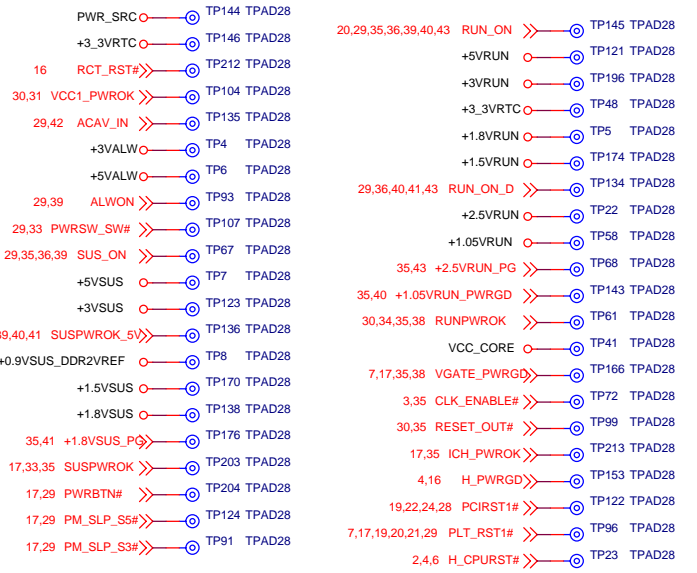 PWR_SRC TP144 TPAD28
+3_3VRTC TP146 TPAD28
16 RCT_RST# TP212 TPAD28
30,31 VCC1_PWROK TP104 TPAD28
29,42 ACAV_IN TP135 TPAD28
+3VALW TP4 TPAD28
+5VALW TP6 TPAD28
29,39 ALWON TP93 TPAD28
29,33 PWRSW_SW# TP107 TPAD28
29,35,36,39 SUS_ON TP67 TPAD28
+5VSUS TP7 TPAD28
+3VSUS TP123 TPAD28
39,40,41 SUSPWROK_5V TP136 TPAD28
+0.9VSUS_DDR2VREF TP8 TPAD28
+1.5VSUS TP170 TPAD28
+1.8VSUS TP138 TPAD28
35,41 +1.8VSUS_PG TP176 TPAD28
17,33,35 SUSPWROK TP203 TPAD28
17,29 PWRBTN# TP204 TPAD28
17,29 PM_SLP_S5# TP124 TPAD28
17,29 PM_SLP_S3# TP91 TPAD28
20,29,35,36,39,40,43 RUN_ON TP145 TPAD28
+5VRUN TP121 TPAD28
+3VRUN TP196 TPAD28
+3_3VRTC TP48 TPAD28
+1.8VRUN TP5 TPAD28
+1.5VRUN TP174 TPAD28
29,36,40,41,43 RUN_ON_D TP134 TPAD28
+2.5VRUN TP22 TPAD28
+1.05VRUN TP58 TPAD28
35,43 +2.5VRUN_PG TP68 TPAD28
35,40 +1.05VRUN_PWRGD TP143 TPAD28
30,34,35,38 RUNPWROK TP61 TPAD28
VCC_CORE TP41 TPAD28
7,17,35,38 VGATE_PWRGD TP166 TPAD28
3,35 CLK_ENABLE# TP72 TPAD28
30,35 RESET_OUT# TP99 TPAD28
17,35 ICH_PWROK TP213 TPAD28
4,16 H_PWRGD TP153 TPAD28
19,22,24,28 PCIRST1# TP122 TPAD28
7,17,19,20,21,29 PLT_RST1# TP96 TPAD28
2,4,6 H_CPURST# TP23 TPAD28